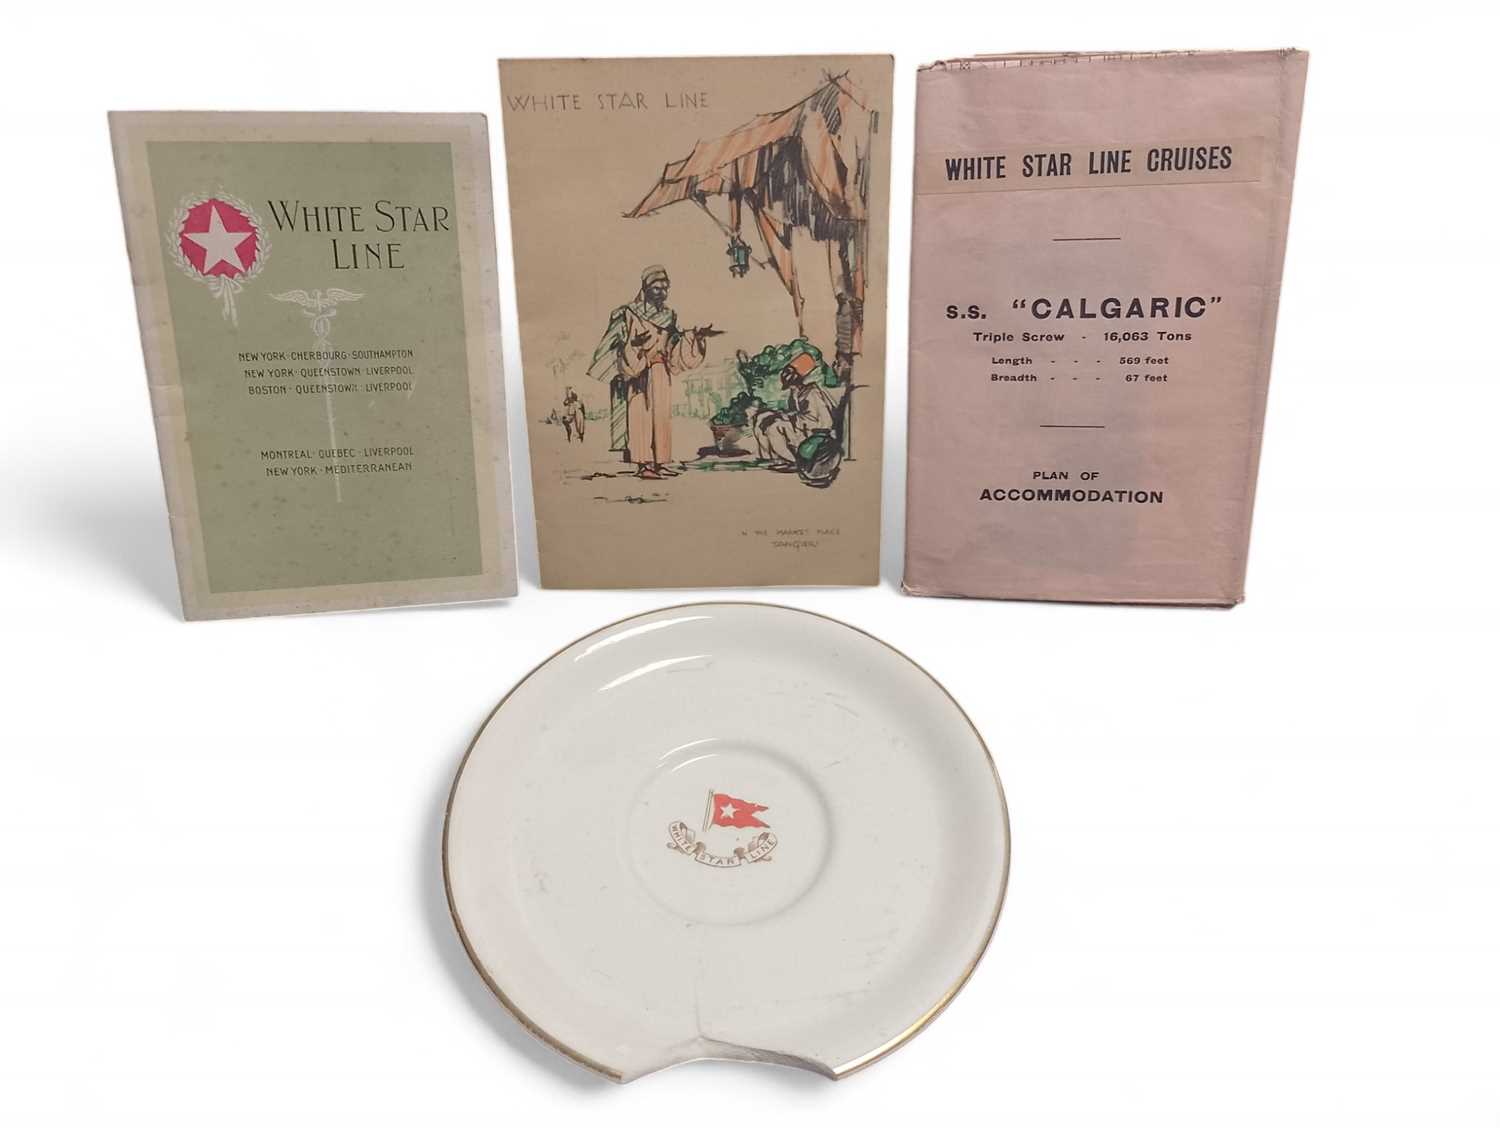 WHITE STAR
LINE
NEW YORK · CHERBOURG · SOUTHAMPTON
NEW YORK · QUEENSTOWN · LIVERPOOL
BOSTON · QUEENSTOWN · LIVERPOOL
MONTREAL · QUEBEC · LIVERPOOL
NEW YORK · MEDITERRANEAN
WHITE STAR LINE
IN THE MARKET PLACE
TANGIER
WHITE STAR LINE CRUISES
S.S. "CALGARIC"
Triple Screw - 16,063 Tons
Length - - - 569 feet
Breadth - - - 67 feet
PLAN OF
ACCOMMODATION
WHITE STAR LINE